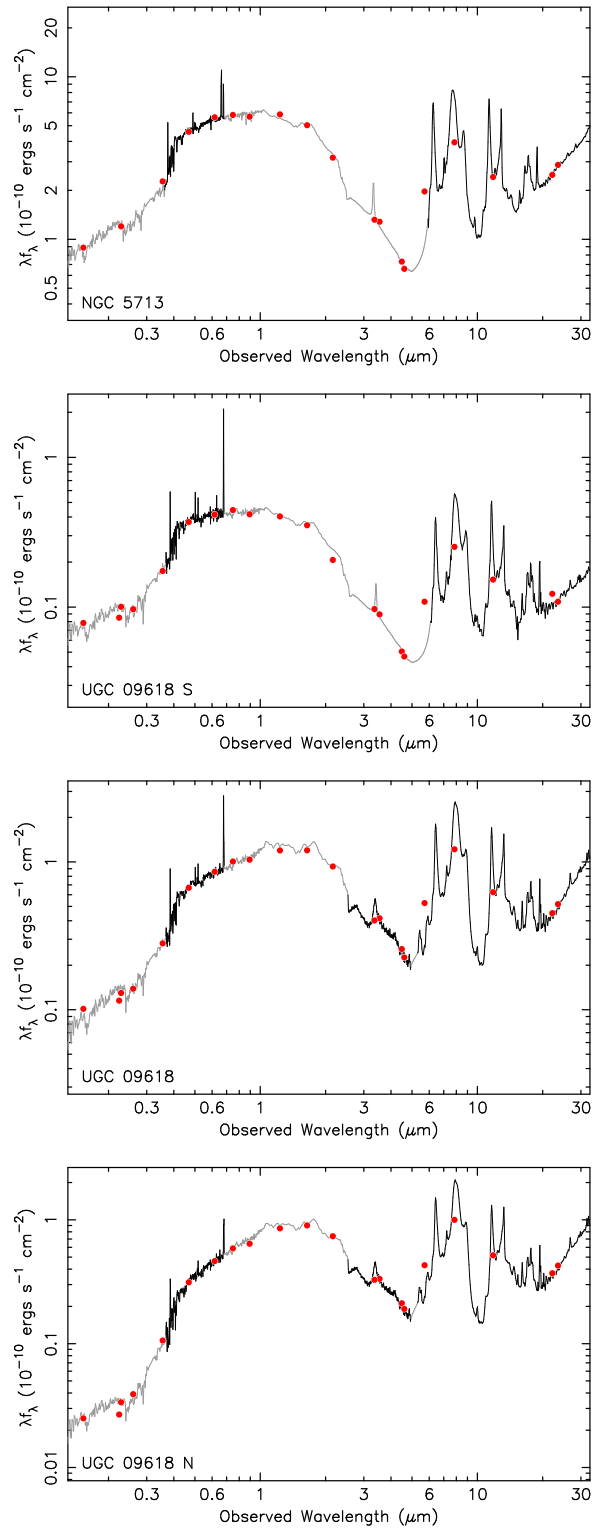 20
10
5
2
1
0.5
λf_λ (10^−10 ergs s^−1 cm^−2)
NGC 5713
0.3 0.6 1 3 6 10 30
Observed Wavelength (μm)
1
0.1
λf_λ (10^−10 ergs s^−1 cm^−2)
UGC 09618 S
0.3 0.6 1 3 6 10 30
Observed Wavelength (μm)
1
0.1
λf_λ (10^−10 ergs s^−1 cm^−2)
UGC 09618
0.3 0.6 1 3 6 10 30
Observed Wavelength (μm)
1
0.1
0.01
λf_λ (10^−10 ergs s^−1 cm^−2)
UGC 09618 N
0.3 0.6 1 3 6 10 30
Observed Wavelength (μm)